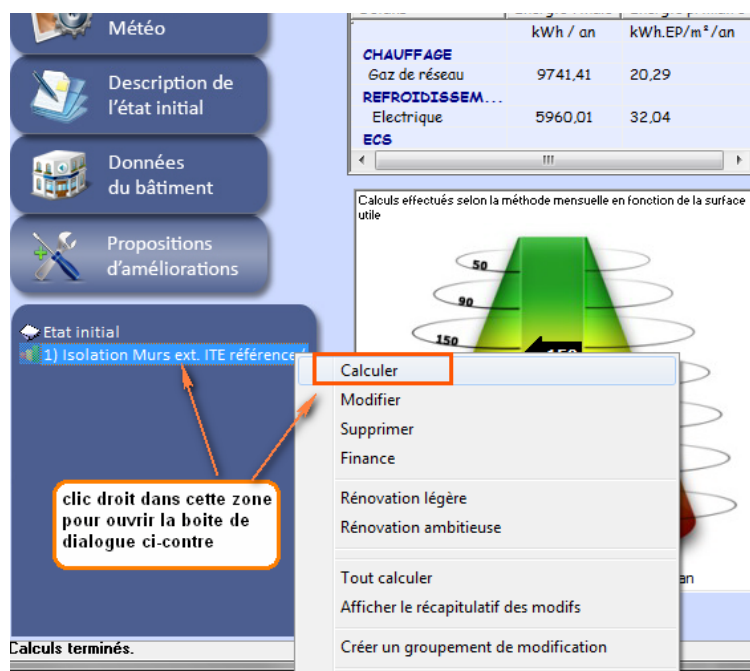 Météo
Description de
l'état initial
Données
du bâtiment
Propositions
d'améliorations
Etat initial
1) Isolation Murs ext. ITE référence
clic droit dans cette zone
pour ouvrir la boite de
dialogue ci-contre
Calculs terminés.
kWh / an kWh.EP/m²/an
CHAUFFAGE
Gaz de réseau 9741,41 20,29
REFROIDISSEM...
Electrique 5960,01 32,04
ECS
Calculs effectués selon la méthode mensuelle en fonction de la surface
utile
50
90
150
Calculer
Modifier
Supprimer
Finance
Rénovation légère
Rénovation ambitieuse
Tout calculer
Afficher le récapitulatif des modifs
Créer un groupement de modification
an